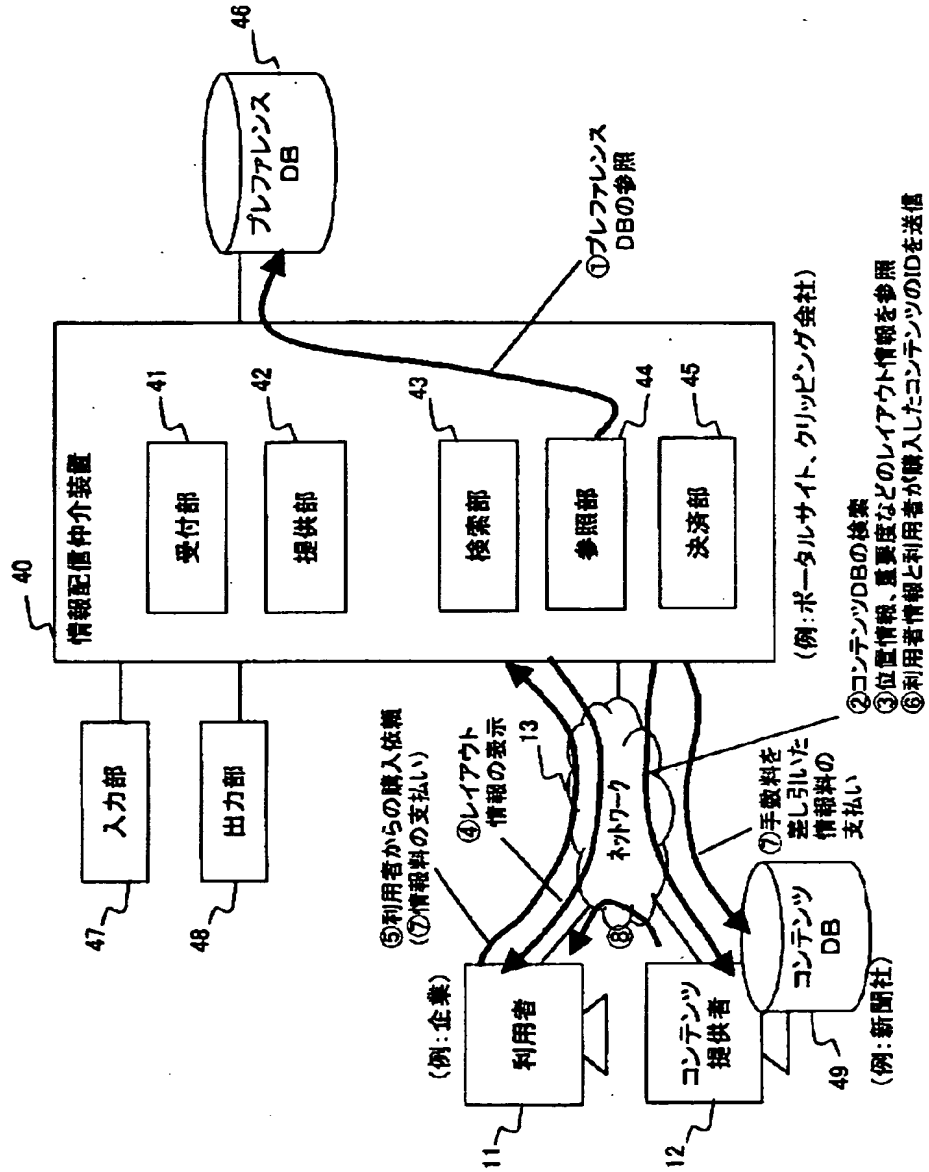 40
情報配信仲介装置
入力部
47
出力部
48
受付部
41
提供部
42
検索部
43
参照部
44
決済部
45
プレファレンス
DB
46
①プレファレンス
DBの参照
(例:ポータルサイト、クリッピング会社)
⑤利用者からの購入依頼
(⑦情報料の支払い)
④レイアウト
情報の表示
13
ネットワーク
⑧
(例:企業)
利用者
11
コンテンツ
提供者
12
コンテンツ
DB
49
(例:新聞社)
②コンテンツDBの検索
③位置情報、重要度などのレイアウト情報を参照
⑥利用者情報と利用者が購入したコンテンツのIDを送信
⑦手数料を
差し引いた
情報料の
支払い